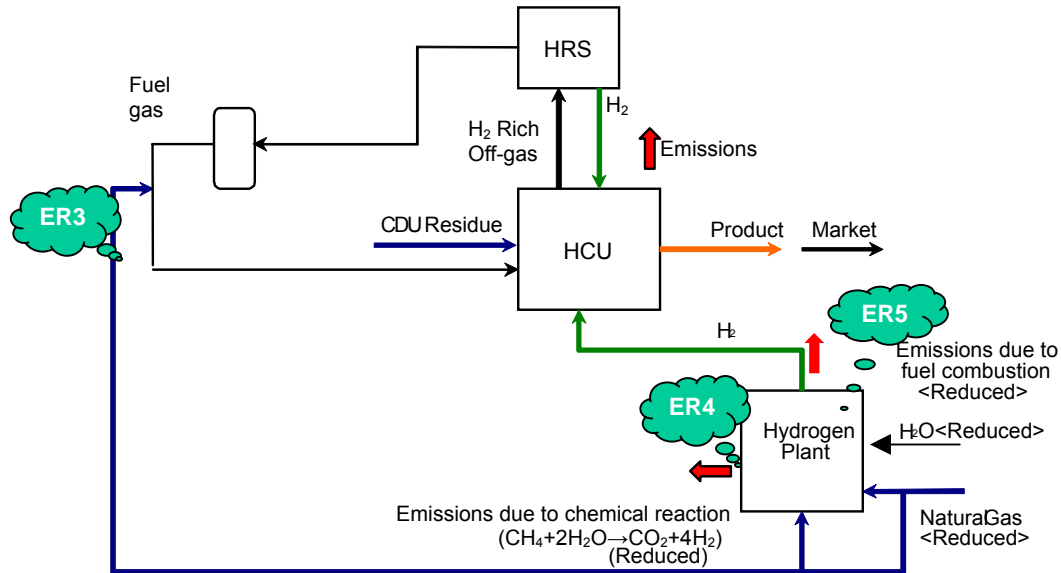 HRS
Fuel
gas
H₂
H₂ Rich
Off-gas
Emissions
ER3
CDU Residue
HCU
Product
Market
ER5
H₂
Emissions due to
fuel combustion
<Reduced>
ER4
Hydrogen
Plant
H₂O<Reduced>
Emissions due to chemical reaction
(CH₄+2H₂O→CO₂+4H₂)
(Reduced)
NaturalGas
<Reduced>